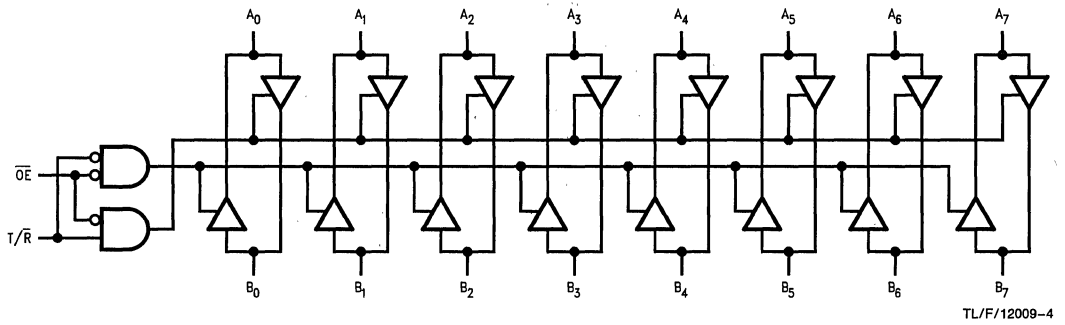 A0 A1 A2 A3 A4 A5 A6 A7
O̅E̅
T/R̅
B0 B1 B2 B3 B4 B5 B6 B7
TL/F/12009-4